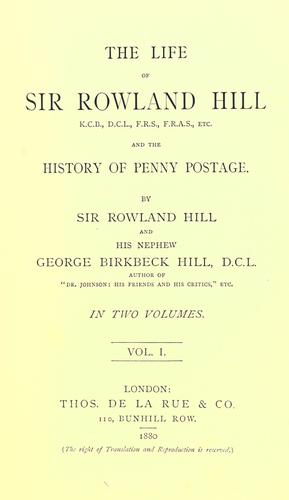 THE LIFE
OF
SIR ROWLAND HILL
K.C.B., D.C.L., F.R.S., F.R.A.S., ETC.
AND THE
HISTORY OF PENNY POSTAGE.
BY
SIR ROWLAND HILL
AND
HIS NEPHEW
GEORGE BIRKBECK HILL, D.C.L.
AUTHOR OF
"DR. JOHNSON: HIS FRIENDS AND HIS CRITICS," ETC.
IN TWO VOLUMES.
VOL. I.
LONDON:
THOS. DE LA RUE & CO.
110, BUNHILL ROW.
1880
(The right of Translation and Reproduction is reserved.)